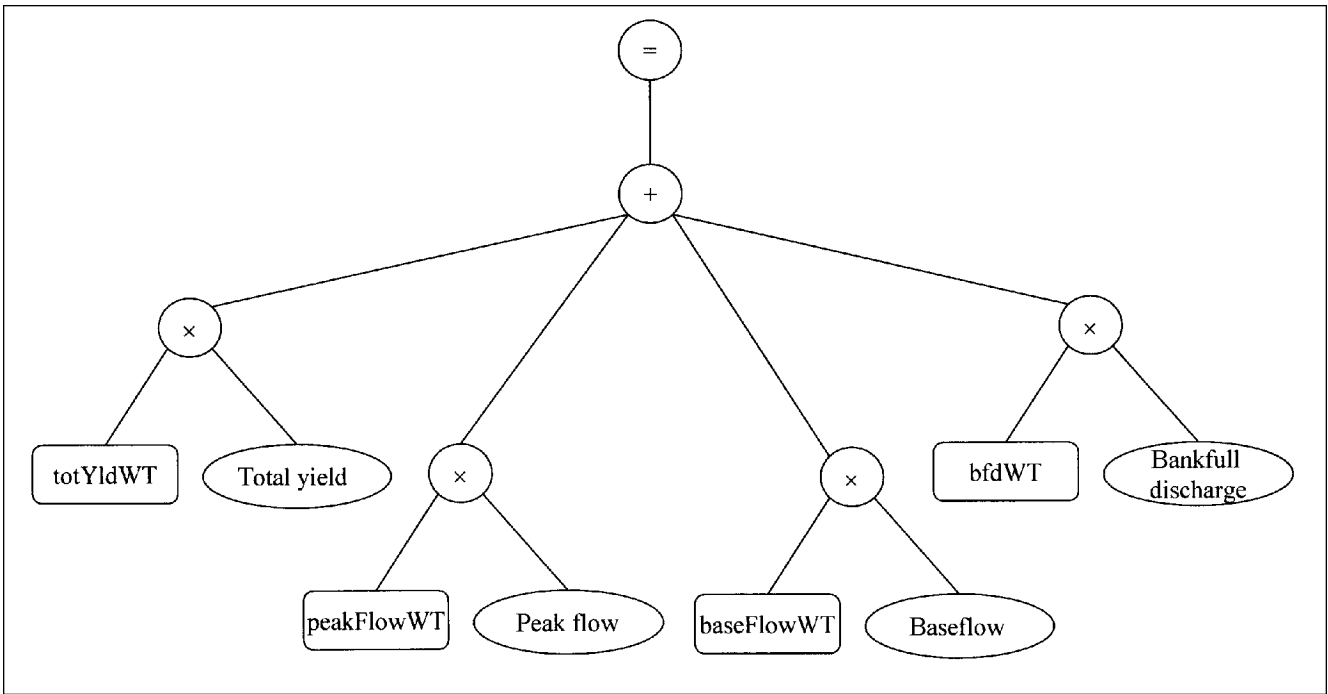 =
+
×
×
totYldWT
Total yield
×
×
bfdWT
Bankfull
discharge
peakFlowWT
Peak flow
baseFlowWT
Baseflow